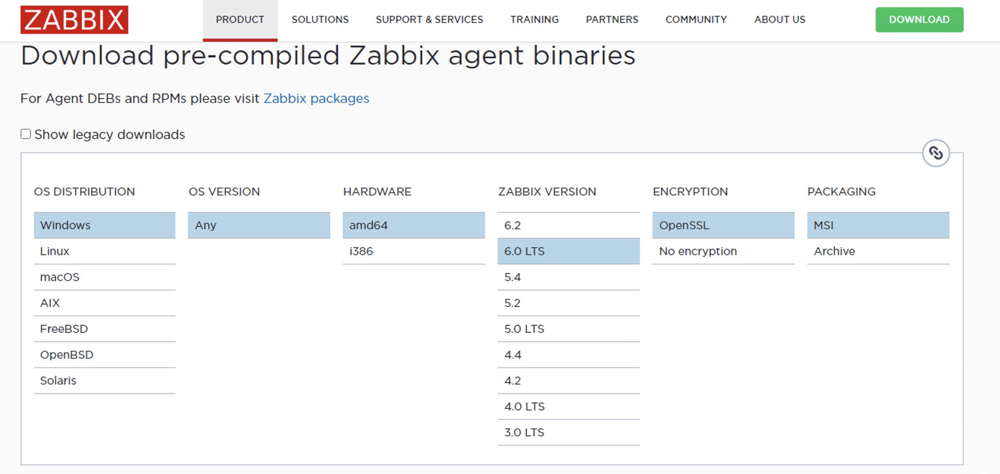 ZABBIX
PRODUCT SOLUTIONS SUPPORT & SERVICES TRAINING PARTNERS COMMUNITY ABOUT US DOWNLOAD
Download pre-compiled Zabbix agent binaries
For Agent DEBs and RPMs please visit Zabbix packages
Show legacy downloads
OS DISTRIBUTION OS VERSION HARDWARE ZABBIX VERSION ENCRYPTION PACKAGING
Windows Any amd64 6.2 OpenSSL MSI
Linux i386 6.0 LTS No encryption Archive
macOS 5.4
AIX 5.2
FreeBSD 5.0 LTS
OpenBSD 4.4
Solaris 4.2
4.0 LTS
3.0 LTS